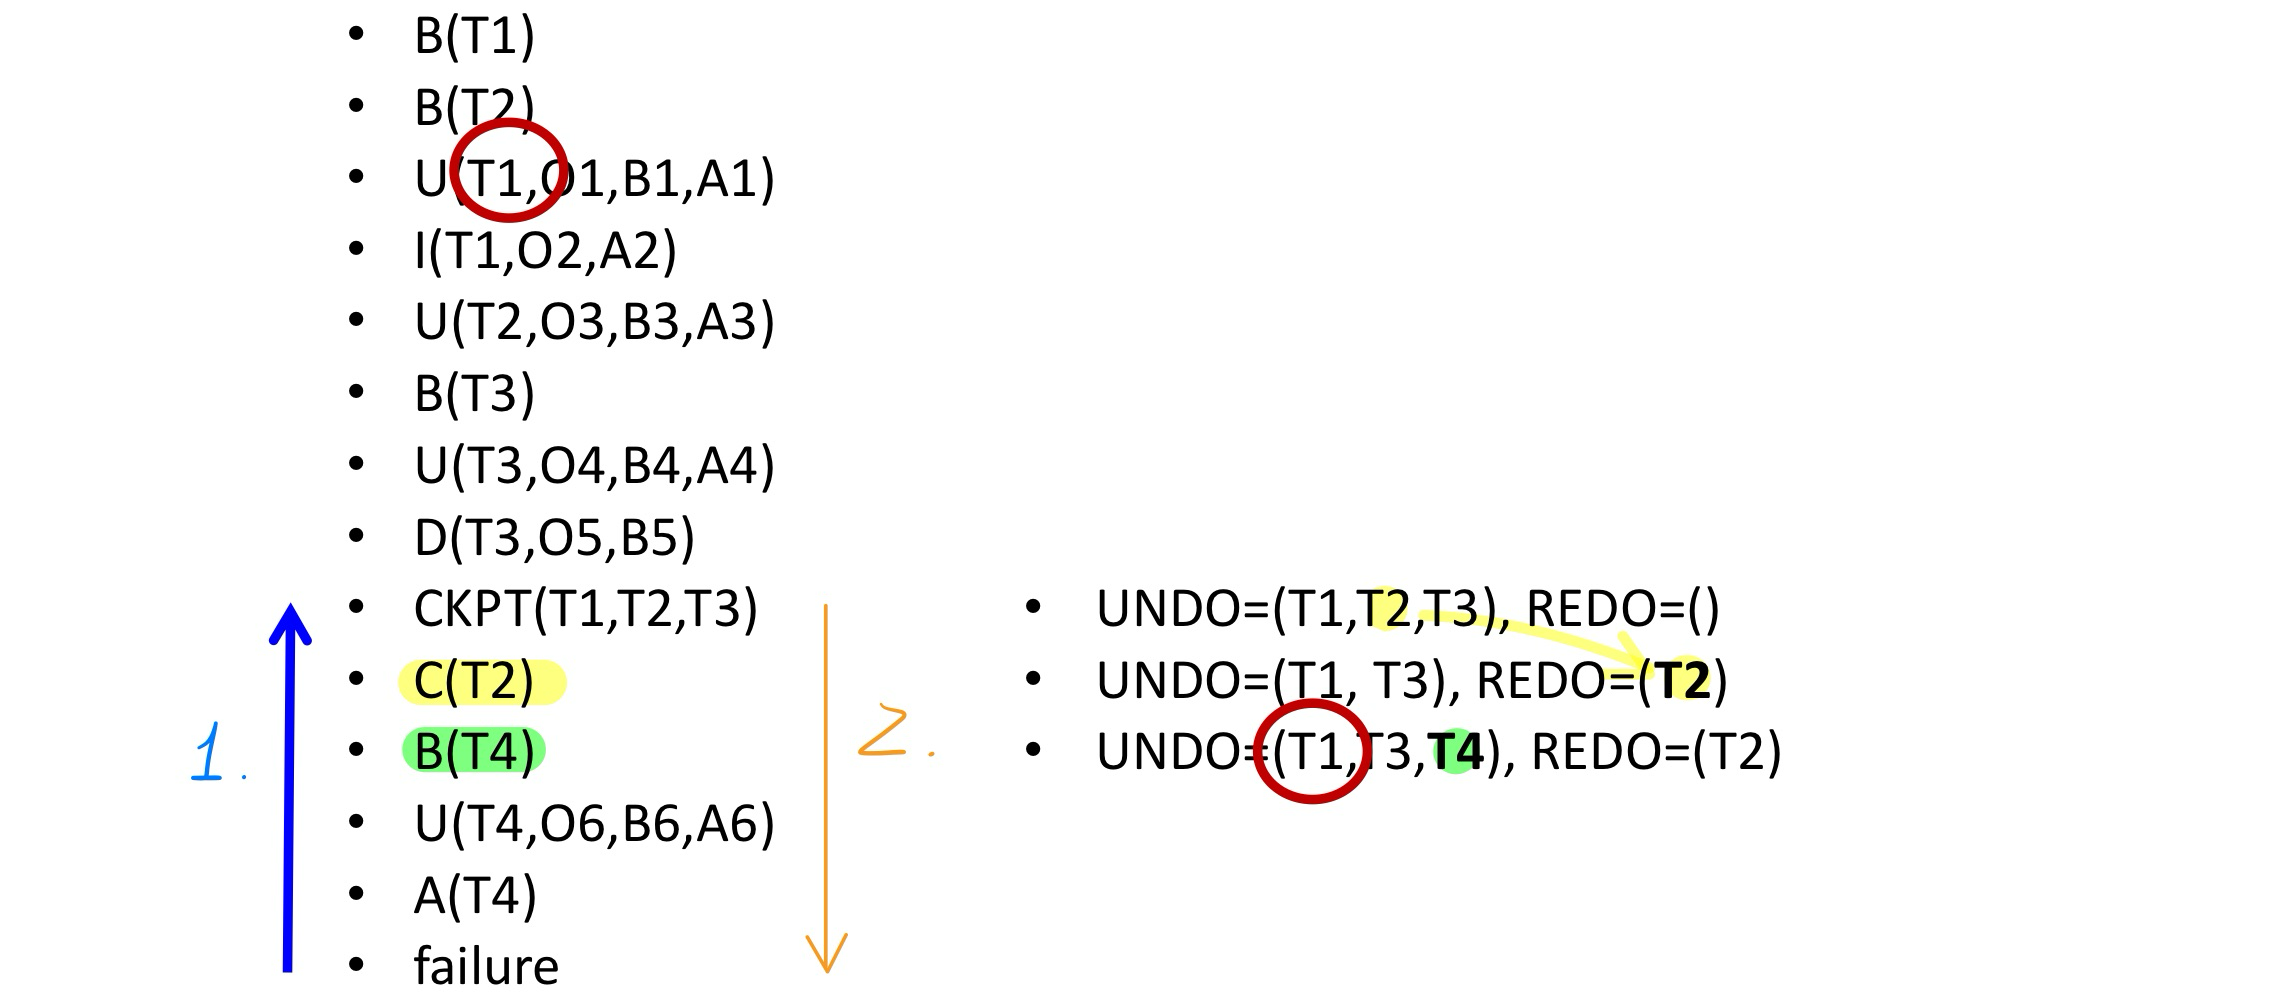 • B(T1)
• B(T2)
• U(T1,O1,B1,A1)
• I(T1,O2,A2)
• U(T2,O3,B3,A3)
• B(T3)
• U(T3,O4,B4,A4)
• D(T3,O5,B5)
• CKPT(T1,T2,T3)
• C(T2)
• B(T4)
• U(T4,O6,B6,A6)
• A(T4)
• failure
1.
2.
• UNDO=(T1,T2,T3), REDO=()
• UNDO=(T1, T3), REDO=(T2)
• UNDO=(T1,T3,T4), REDO=(T2)